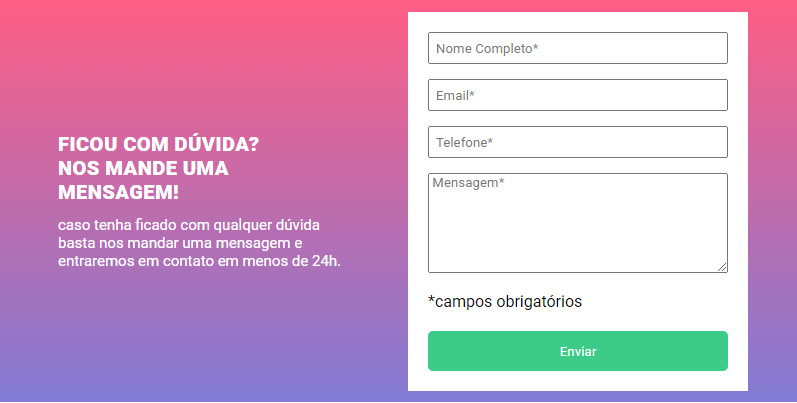 FICOU COM DÚVIDA?
NOS MANDE UMA
MENSAGEM!
caso tenha ficado com qualquer dúvida
basta nos mandar uma mensagem e
entraremos em contato em menos de 24h.
Nome Completo*
Email*
Telefone*
Mensagem*
*campos obrigatórios
Enviar